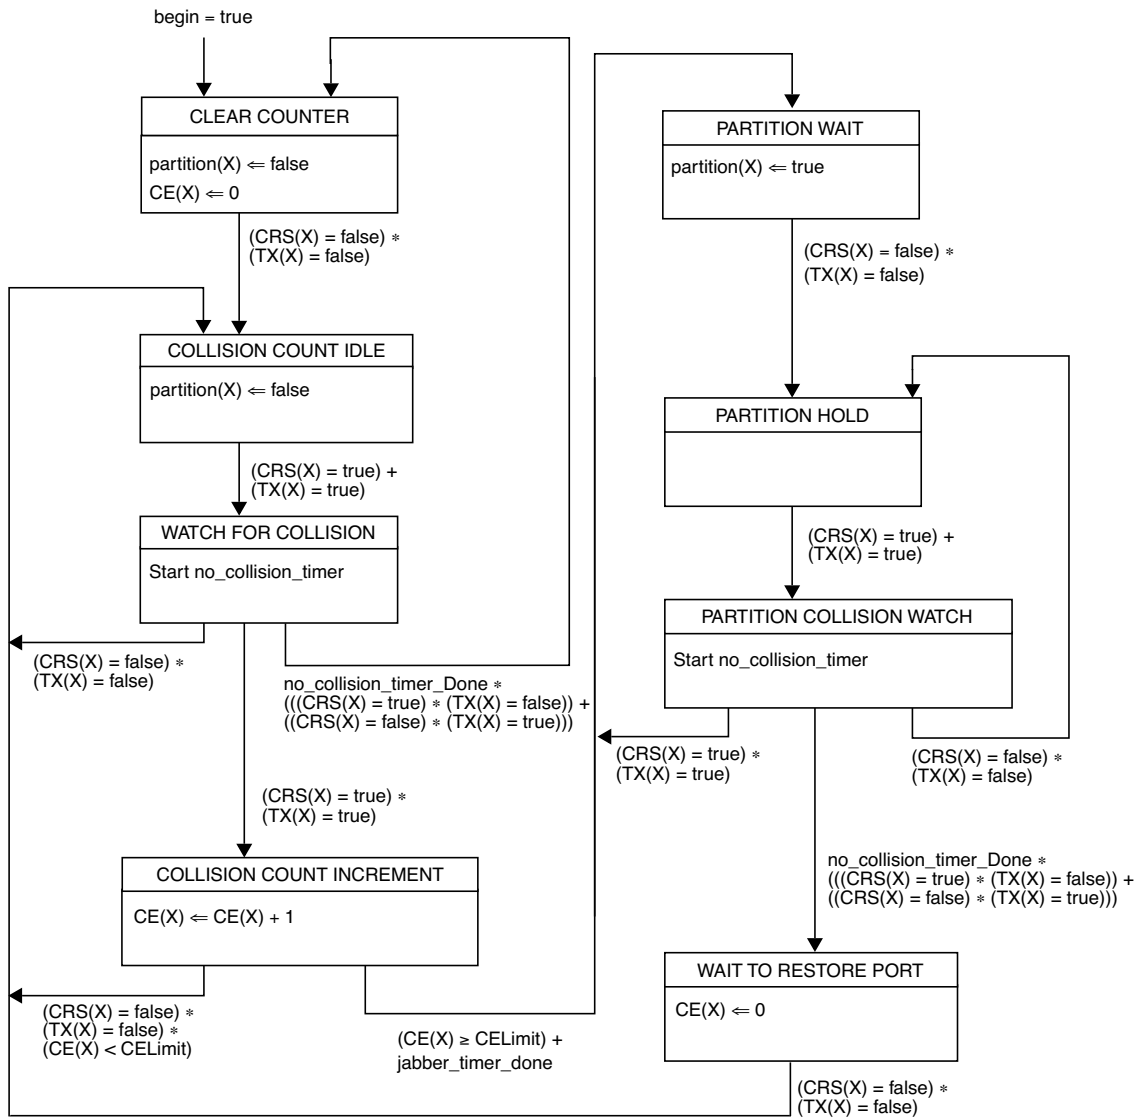 begin = true
CLEAR COUNTER
partition(X) ⇐ false
CE(X) ⇐ 0
(CRS(X) = false) *
(TX(X) = false)
COLLISION COUNT IDLE
partition(X) ⇐ false
(CRS(X) = true) +
(TX(X) = true)
WATCH FOR COLLISION
Start no_collision_timer
(CRS(X) = false) *
(TX(X) = false)
no_collision_timer_Done *
(((CRS(X) = true) * (TX(X) = false)) +
((CRS(X) = false) * (TX(X) = true)))
(CRS(X) = true) *
(TX(X) = true)
COLLISION COUNT INCREMENT
CE(X) ⇐ CE(X) + 1
(CRS(X) = false) *
(TX(X) = false) *
(CE(X) < CELimit)
(CE(X) ≥ CELimit) +
jabber_timer_done
PARTITION WAIT
partition(X) ⇐ true
(CRS(X) = false) *
(TX(X) = false)
PARTITION HOLD
(CRS(X) = true) +
(TX(X) = true)
PARTITION COLLISION WATCH
Start no_collision_timer
(CRS(X) = true) *
(TX(X) = true)
(CRS(X) = false) *
(TX(X) = false)
no_collision_timer_Done *
(((CRS(X) = true) * (TX(X) = false)) +
((CRS(X) = false) * (TX(X) = true)))
WAIT TO RESTORE PORT
CE(X) ⇐ 0
(CRS(X) = false) *
(TX(X) = false)